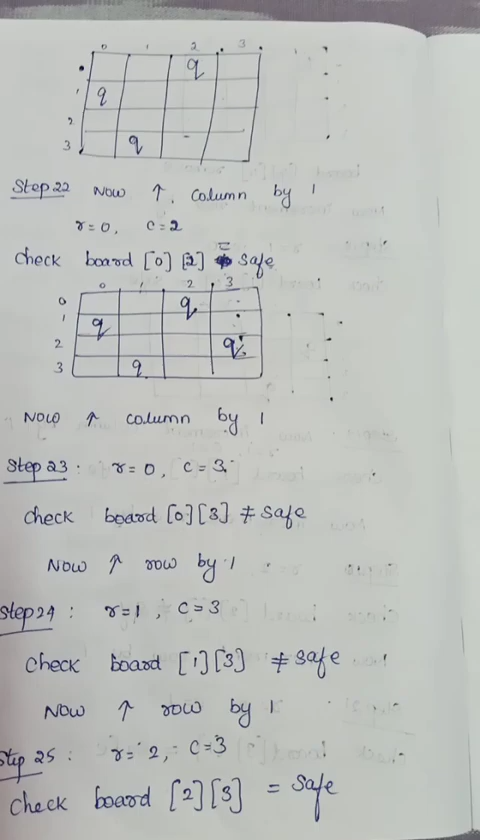 0 1 2 3
q
1 q
2
3 q
Step 22 Now ↑ column by 1
r=0, c=2
check board [0] [2] = safe
0 1 2 3
0 q
1 q
2 q
3 q
Now ↑ column by 1
Step 23: r=0, c=3
check board [0][3] ≠ safe
Now ↑ row by 1
Step 24: r=1, c=3
check board [1][3] ≠ safe
Now ↑ row by 1
Step 25: r=2, c=3
check board [2][3] = safe